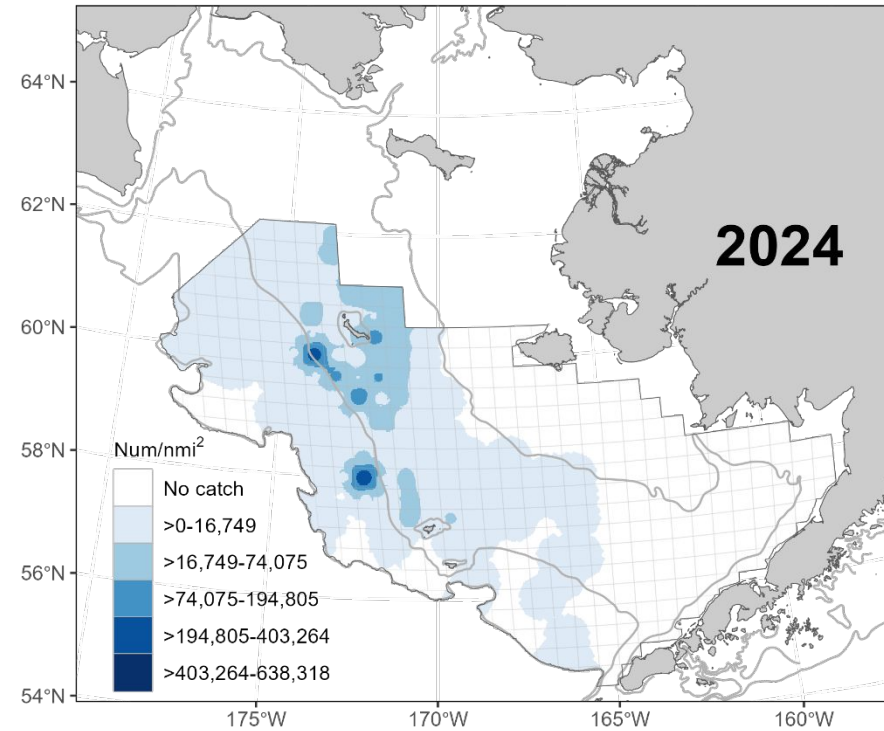 64°N
62°N
60°N
58°N
56°N
54°N
2024
Num/nmi²
No catch
>0-16,749
>16,749-74,075
>74,075-194,805
>194,805-403,264
>403,264-638,318
175°W
170°W
165°W
160°W